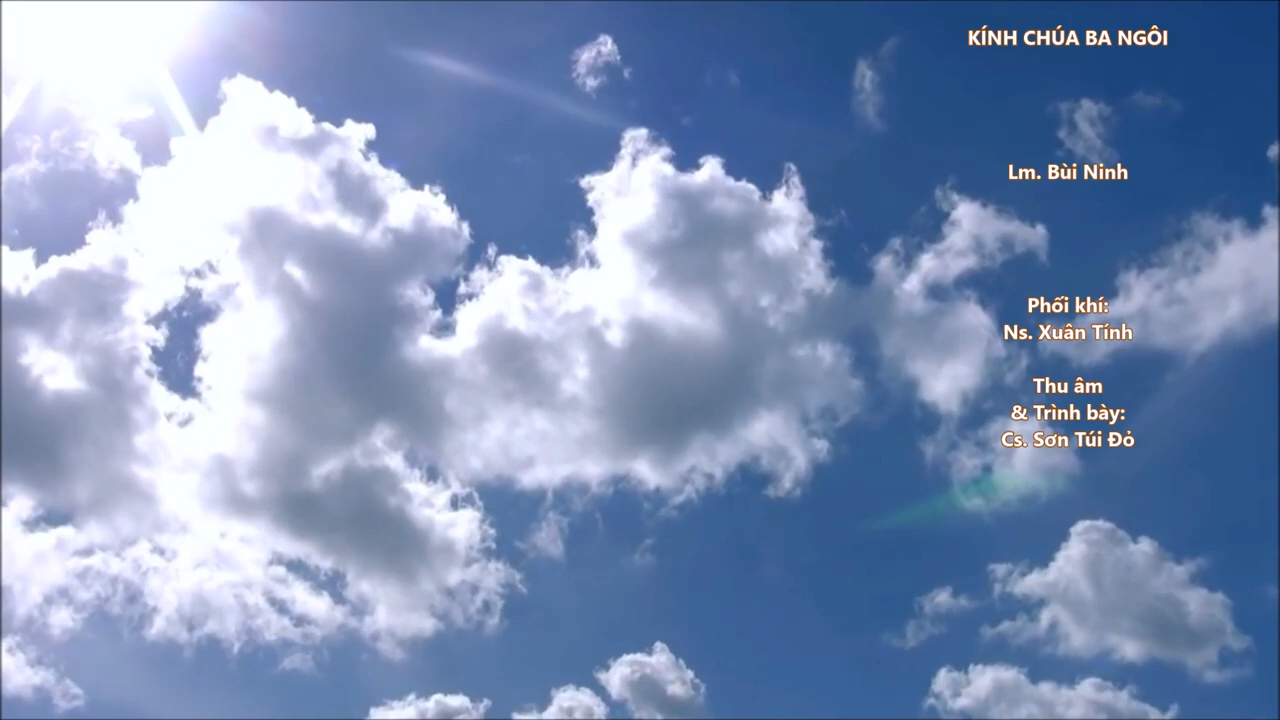 KÍNH CHÚA BA NGÔI
Lm. Bùi Ninh
Phối khí:
Ns. Xuân Tính
Thu âm
& Trình bày:
Cs. Sơn Túi Đỏ